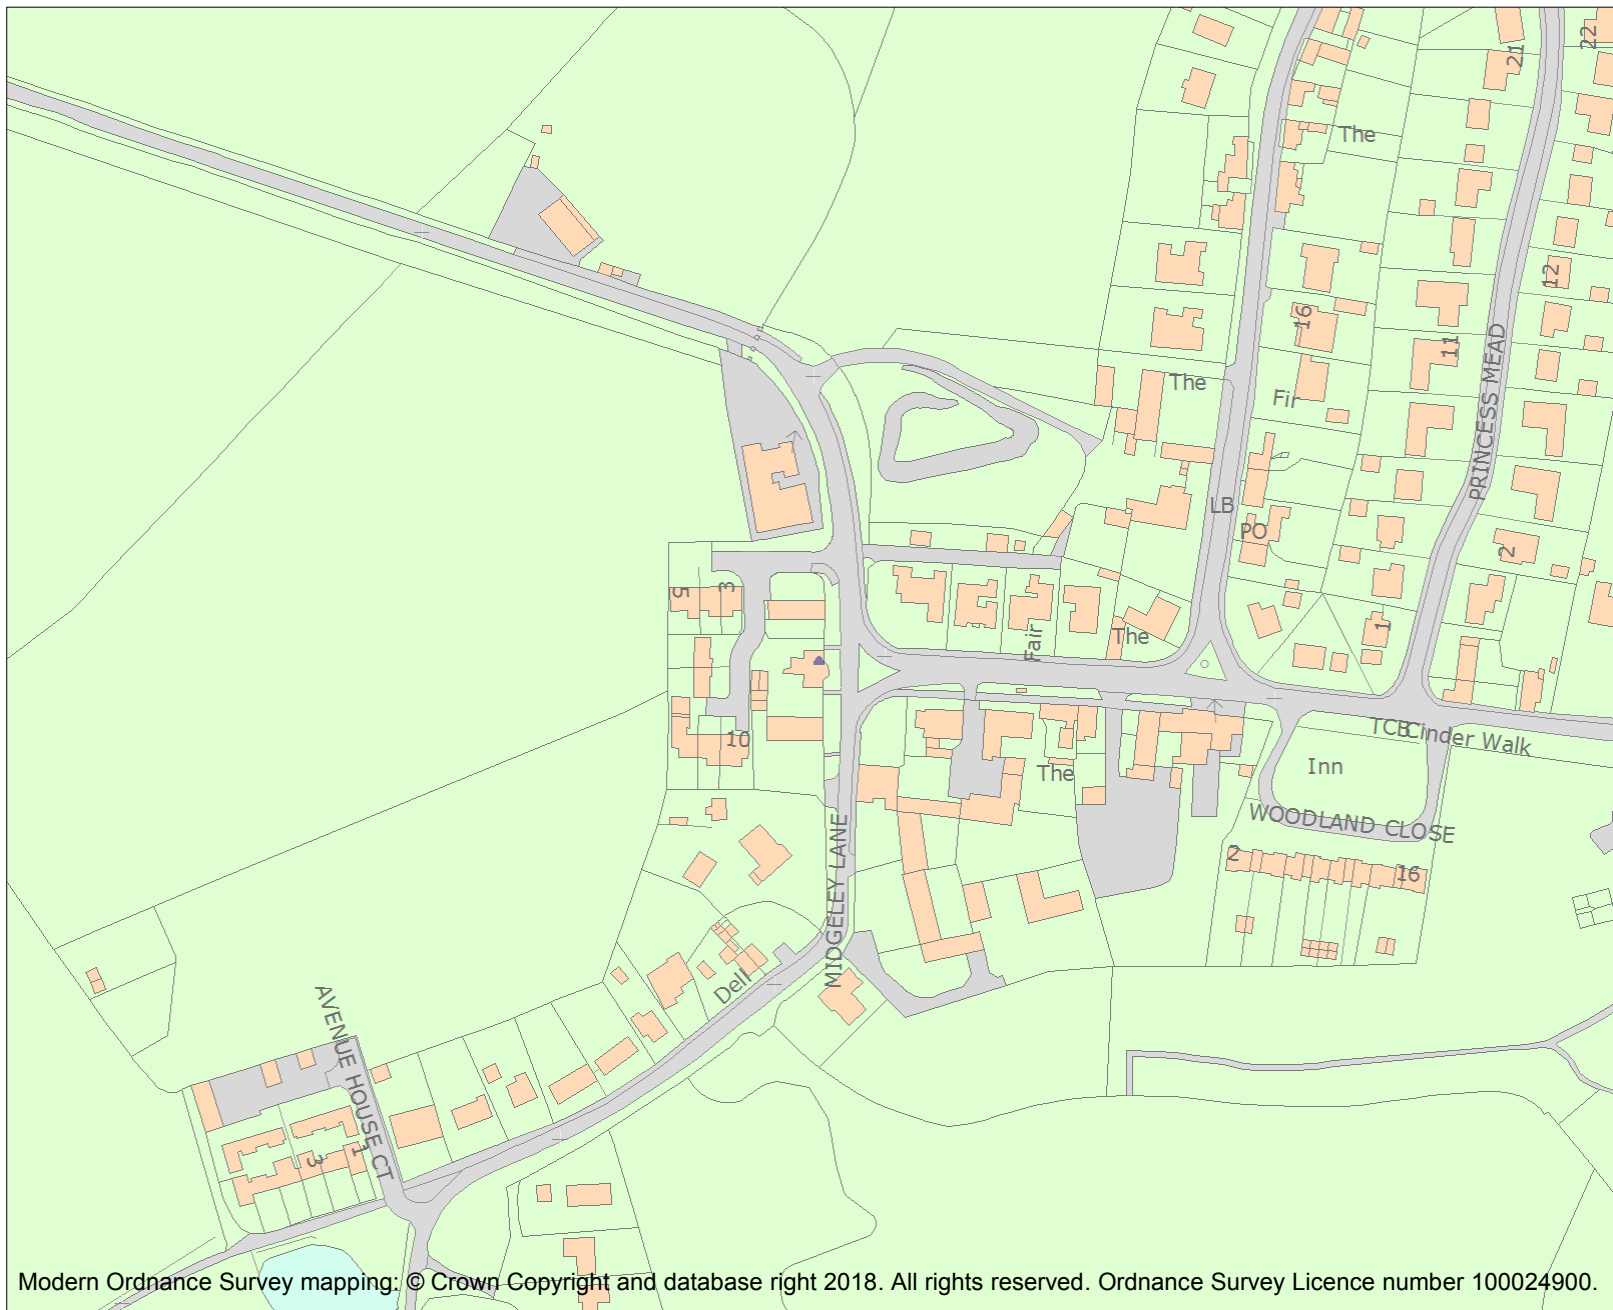 22
21
The
12
16
PRINCESS MEAD
11
The
Fir
LB
PO
2
5
3
1
Fair
The
TCB
Cinder Walk
10
Inn
The
MIDGELEY LANE
WOODLAND CLOSE
2
16
Dell
AVENUE HOUSE CT
1
3
Modern Ordnance Survey mapping: © Crown Copyright and database right 2018. All rights reserved. Ordnance Survey Licence number 100024900.